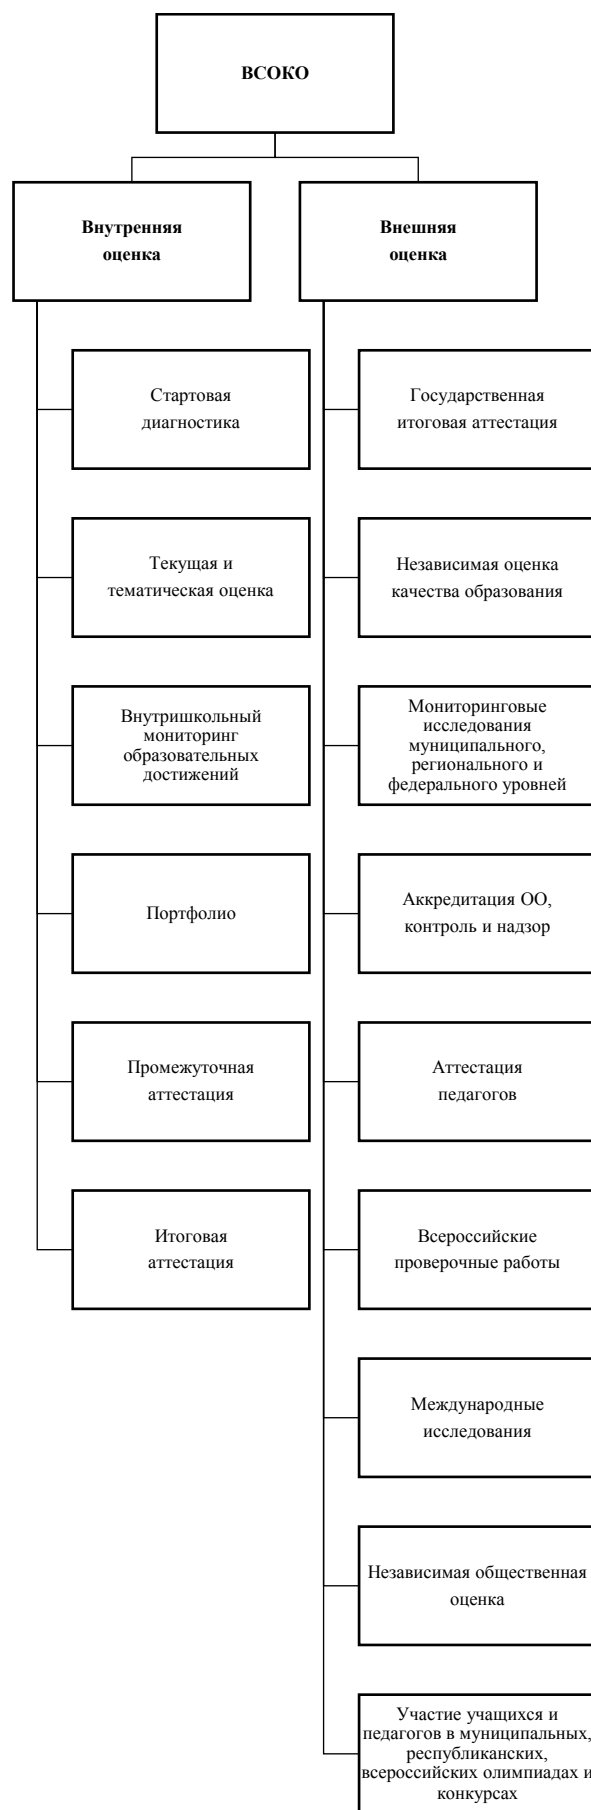 ВСОКО
Внутренняя
оценка
Внешняя
оценка
Стартовая
диагностика
Государственная
итоговая аттестация
Текущая и
тематическая оценка
Независимая оценка
качества образования
Внутришкольный
мониторинг
образовательных
достижений
Мониторинговые
исследования
муниципального,
регионального и
федерального уровней
Портфолио
Аккредитация ОО,
контроль и надзор
Промежуточная
аттестация
Аттестация
педагогов
Итоговая
аттестация
Всероссийские
проверочные работы
Международные
исследования
Независимая общественная
оценка
Участие учащихся и
педагогов в муниципальных,
республиканских,
всероссийских олимпиадах и
конкурсах